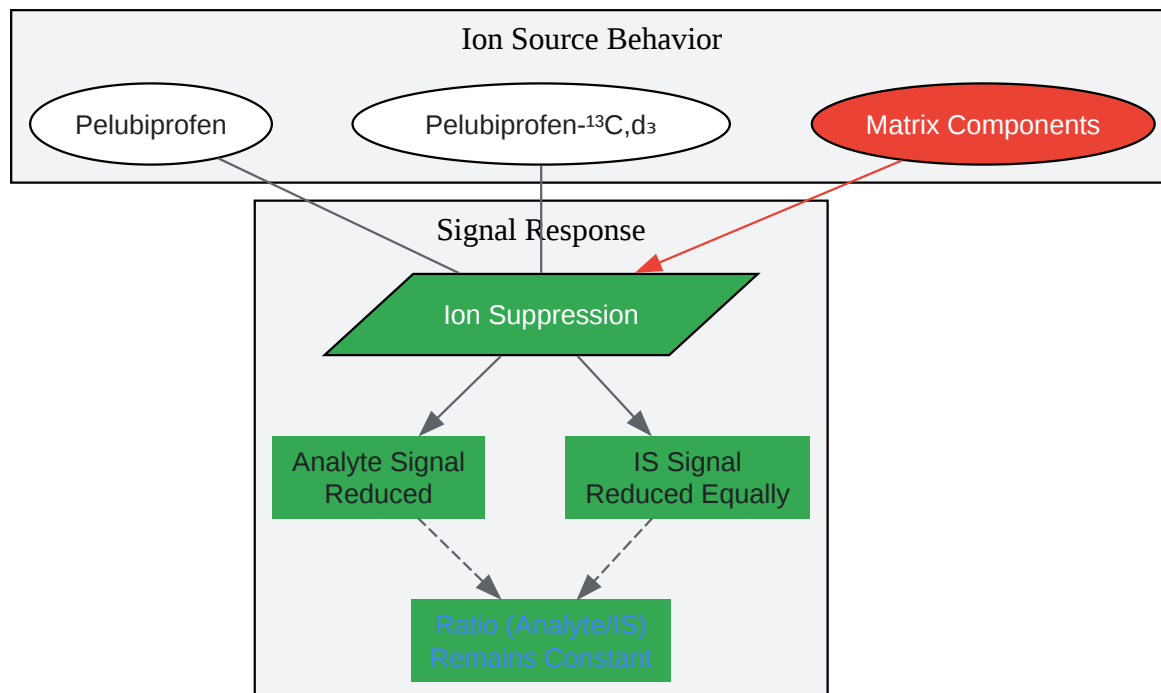 Ion Source Behavior
Pelubiprofen
Pelubiprofen-¹³C,d₃
Matrix Components
Signal Response
Ion Suppression
Analyte Signal
Reduced
IS Signal
Reduced Equally
Ratio (Analyte/IS)
Remains Constant